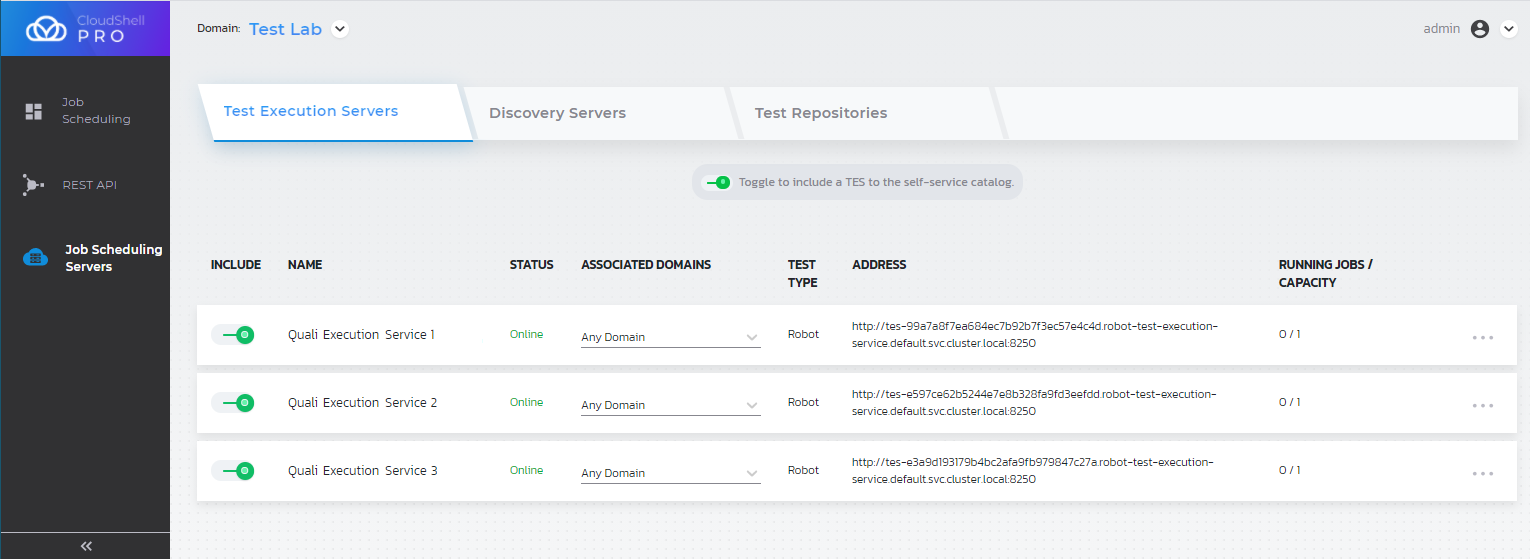 CloudShell
PRO
Domain: Test Lab
admin
Job
Scheduling
REST API
Job Scheduling
Servers
Test Execution Servers
Discovery Servers
Test Repositories
Toggle to include a TES to the self-service catalog.
INCLUDE
NAME
STATUS
ASSOCIATED DOMAINS
TEST
TYPE
ADDRESS
RUNNING JOBS /
CAPACITY
Quali Execution Service 1
Online
Any Domain
Robot
http://tes-99a7a8f7ea684ec7b92b7f3ec57e4c4d.robot-test-execution-
service.default.svc.cluster.local:8250
0 / 1
Quali Execution Service 2
Online
Any Domain
Robot
http://tes-e597ce62b5244e7e8b328fa9fd3eefdd.robot-test-execution-
service.default.svc.cluster.local:8250
0 / 1
Quali Execution Service 3
Online
Any Domain
Robot
http://tes-e3a9d193179b4bc2afa9fb979847c27a.robot-test-execution-
service.default.svc.cluster.local:8250
0 / 1